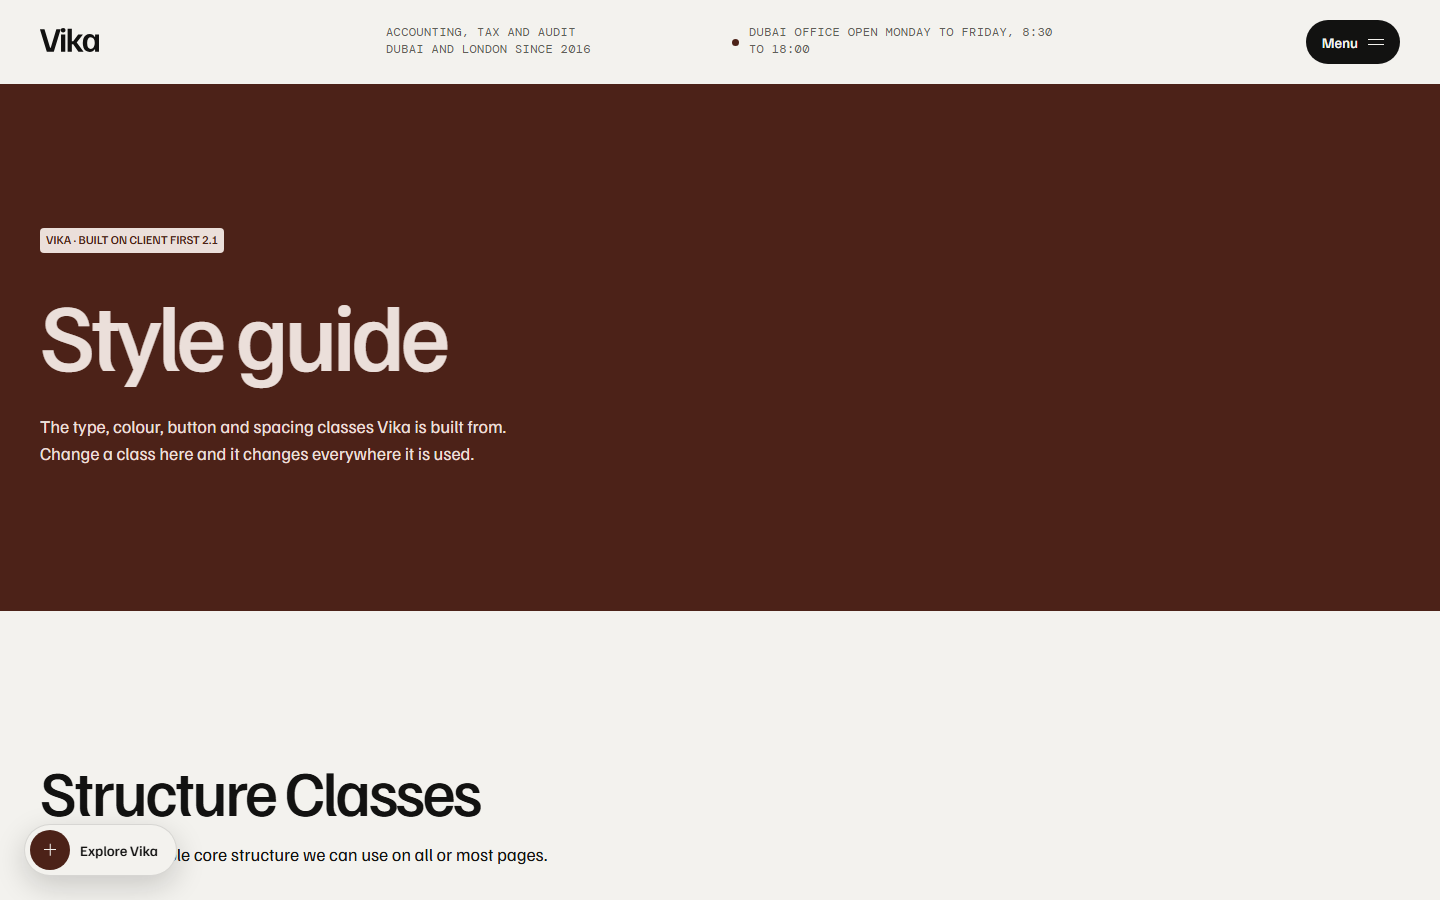 Vika
ACCOUNTING, TAX AND AUDIT
DUBAI AND LONDON SINCE 2016
DUBAI OFFICE OPEN MONDAY TO FRIDAY, 8:30
TO 18:00
Menu
VIKA · BUILT ON CLIENT FIRST 2.1
Style guide
The type, colour, button and spacing classes Vika is built from.
Change a class here and it changes everywhere it is used.
Structure Classes
core structure we can use on all or most pages.
Explore Vika